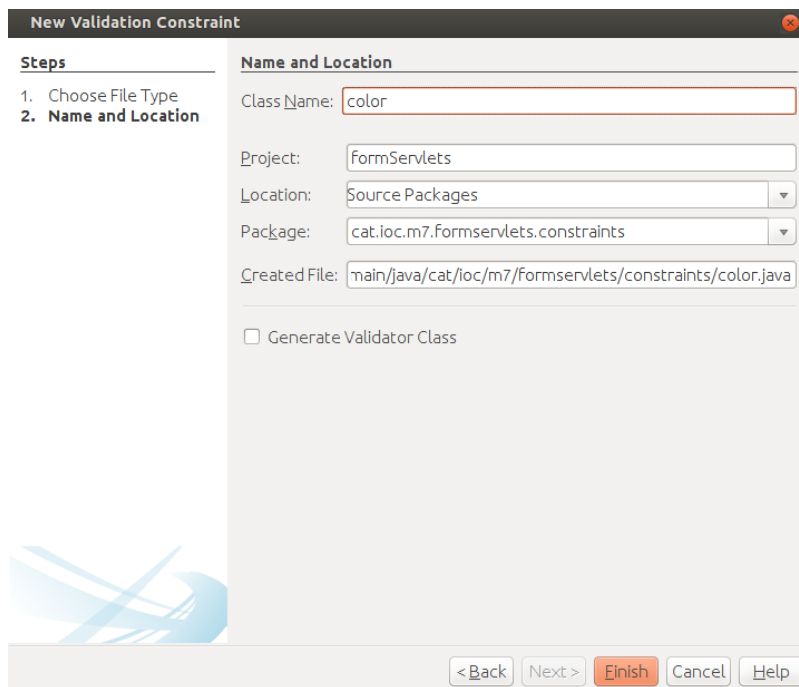 New Validation Constraint
Steps
1. Choose File Type
2. Name and Location
Name and Location
Class Name: color
Project: formServlets
Location: Source Packages
Package: cat.ioc.m7.formservlets.constraints
Created File: main/java/cat/ioc/m7/formservlets/constraints/color.java
Generate Validator Class
< Back Next > Finish Cancel Help